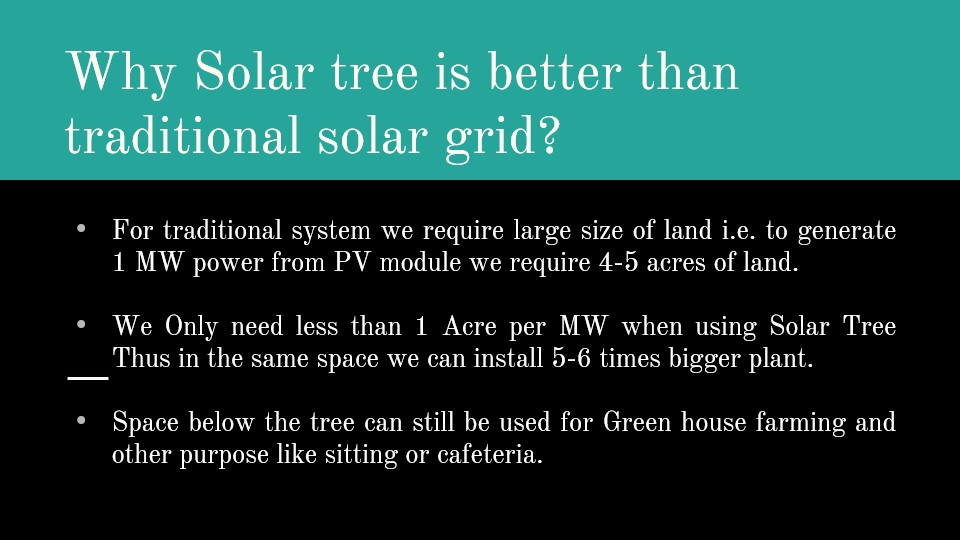 Why Solar tree is better than
traditional solar grid?
• For traditional system we require large size of land i.e. to generate
1 MW power from PV module we require 4-5 acres of land.
• We Only need less than 1 Acre per MW when using Solar Tree
Thus in the same space we can install 5-6 times bigger plant.
• Space below the tree can still be used for Green house farming and
other purpose like sitting or cafeteria.